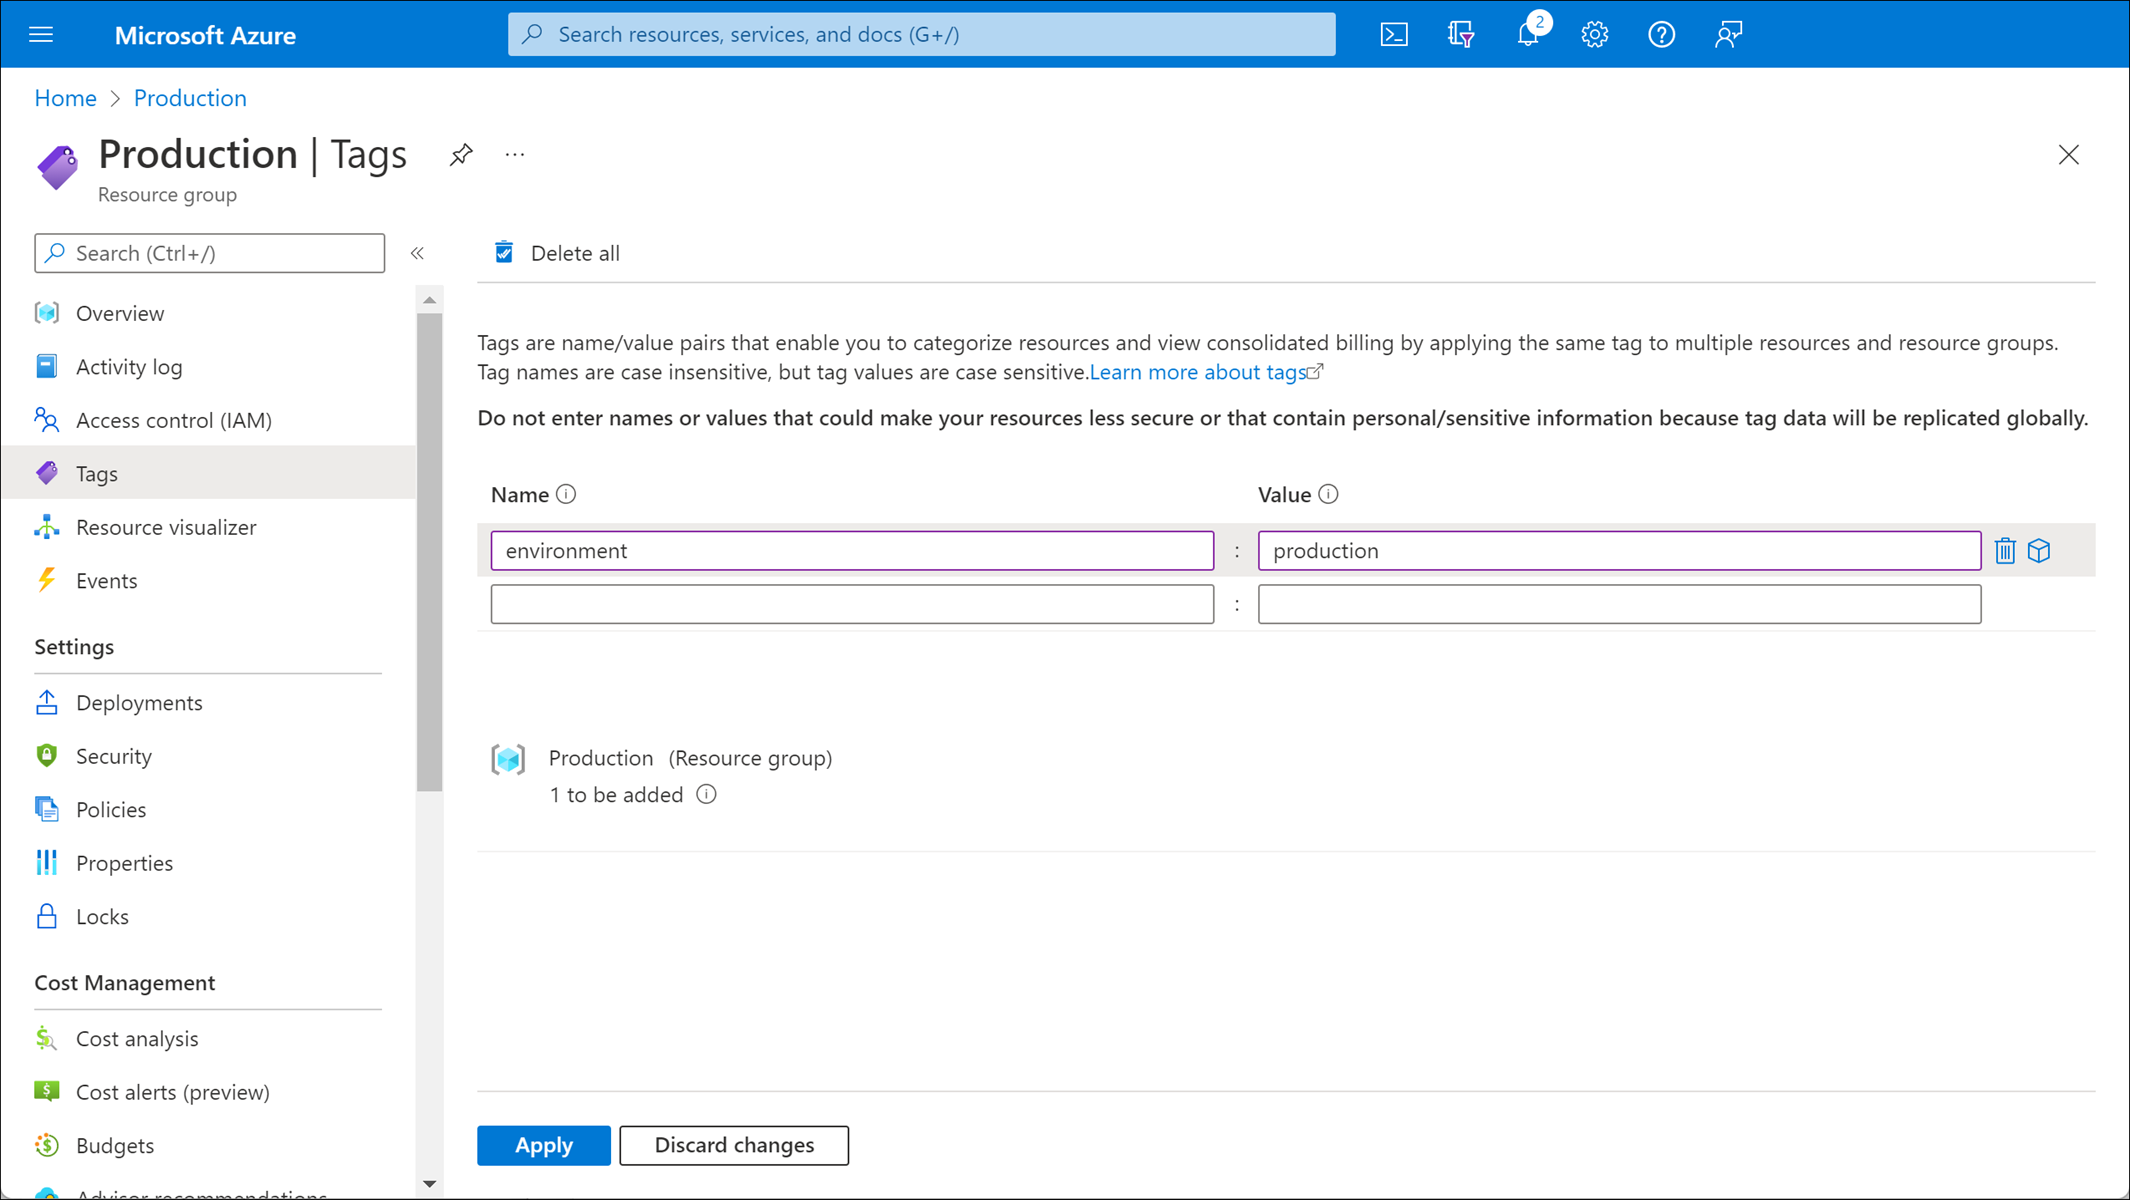 Microsoft Azure
Search resources, services, and docs (G+/)
2
Home > Production
Production | Tags
...
Resource group
Search (Ctrl+/)
«
Overview
Activity log
Access control (IAM)
Tags
Resource visualizer
Events
Settings
Deployments
Security
Policies
Properties
Locks
Cost Management
Cost analysis
Cost alerts (preview)
Budgets
Advisor recommendations
Delete all
Tags are name/value pairs that enable you to categorize resources and view consolidated billing by applying the same tag to multiple resources and resource groups.
Tag names are case insensitive, but tag values are case sensitive.Learn more about tags
Do not enter names or values that could make your resources less secure or that contain personal/sensitive information because tag data will be replicated globally.
Name Value
environment : production
:
Production (Resource group)
1 to be added
Apply Discard changes